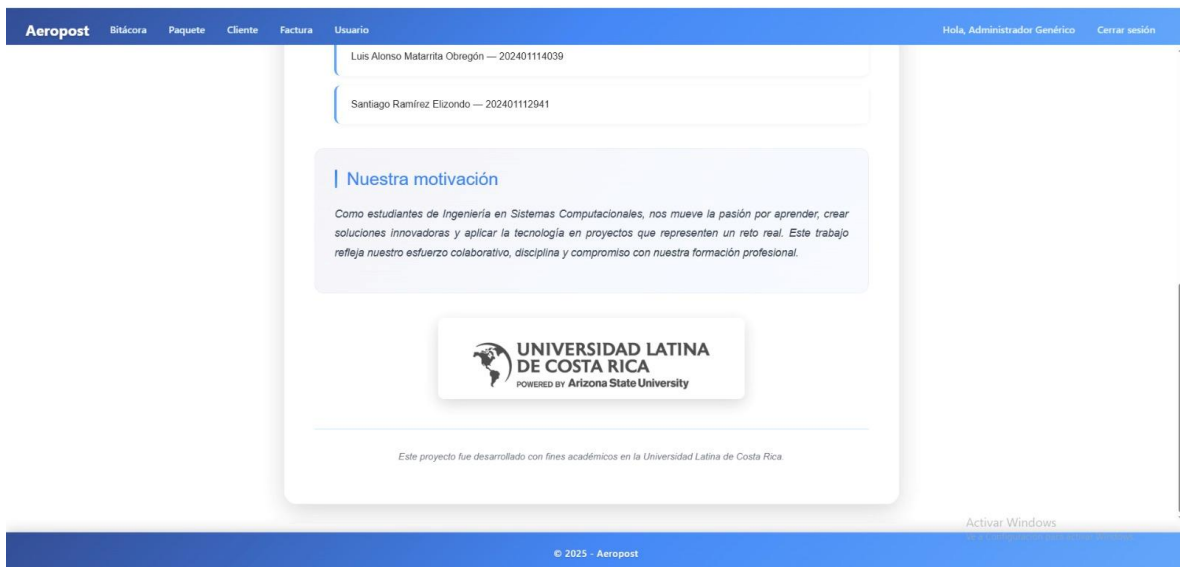 Aeropost Bitácora Paquete Cliente Factura Usuario Hola, Administrador Genérico Cerrar sesión
Luis Alonso Matarrita Obregón — 202401114039
Santiago Ramírez Elizondo — 202401112941
Nuestra motivación
Como estudiantes de Ingeniería en Sistemas Computacionales, nos mueve la pasión por aprender, crear
soluciones innovadoras y aplicar la tecnología en proyectos que representen un reto real. Este trabajo
refleja nuestro esfuerzo colaborativo, disciplina y compromiso con nuestra formación profesional.
UNIVERSIDAD LATINA
DE COSTA RICA
POWERED BY Arizona State University
Este proyecto fue desarrollado con fines académicos en la Universidad Latina de Costa Rica.
Activar Windows
© 2025 - Aeropost